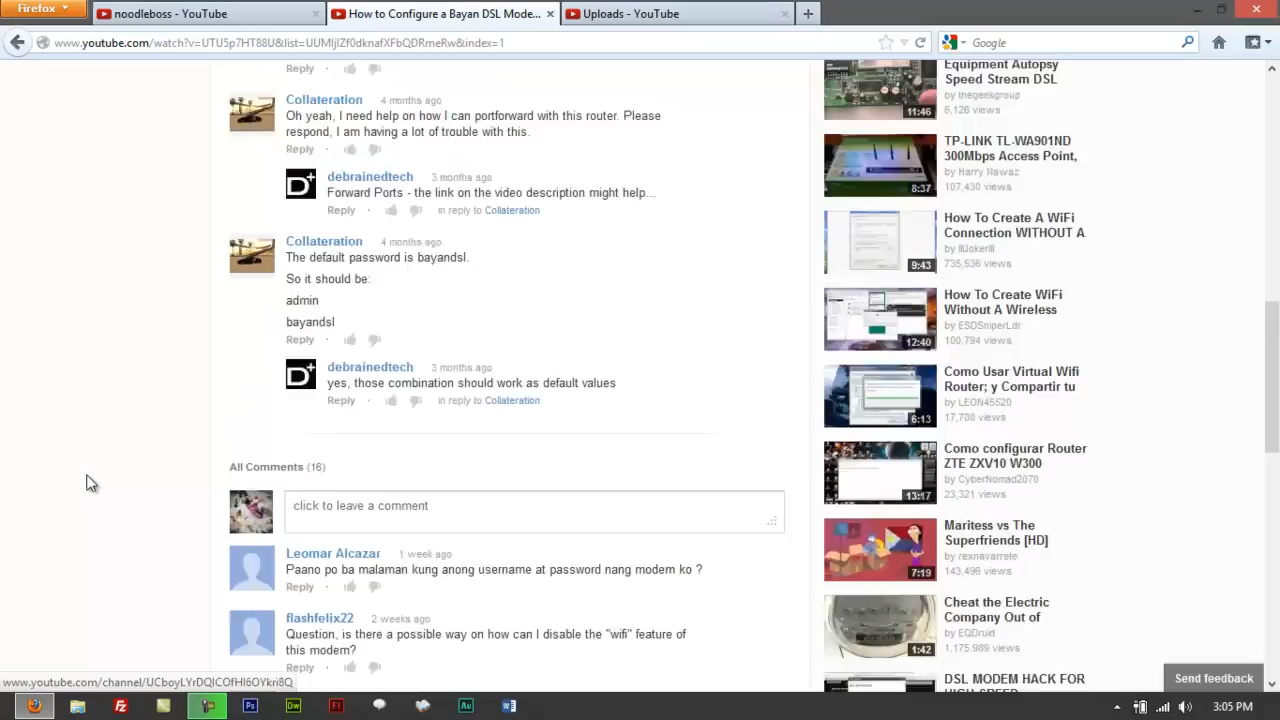 Firefox
noodleboss - YouTube
How to Configure a Bayan DSL Mode...
Uploads - YouTube
www.youtube.com/watch?v=UTU5p7HT88U&list=UUMljlZf0dknafXFbQDRmeRw&index=1
Google
Reply ·
Collateration 4 months ago
Oh yeah, I need help on how I can portforward with this router. Please
respond, I am having a lot of trouble with this.
Reply ·
debrainedtech 3 months ago
Forward Ports - the link on the video description might help...
Reply · in reply to Collateration
Collateration 4 months ago
The default password is bayandsl.
So it should be:
admin
bayandsl
Reply ·
debrainedtech 3 months ago
yes, those combination should work as default values
Reply · in reply to Collateration
All Comments (16)
click to leave a comment
Leomar Alcazar 1 week ago
Paano po ba malaman kung anong username at password nang modem ko ?
Reply ·
flashfelix22 2 weeks ago
Question, is there a possible way on how can I disable the "wifi" feature of
this modem?
Reply ·
Equipment Autopsy
Speed Stream DSL
by thegeekgroup
6,126 views
11:46
TP-LINK TL-WA901ND
300Mbps Access Point,
by Harry Nawaz
107,430 views
8:37
How To Create A WiFi
Connection WITHOUT A
735,536 views
9:43
How To Create WiFi
Without A Wireless
by ESDSniperLdr
100,794 views
12:40
Como Usar Virtual Wifi
Router; y Compartir tu
by LEON45520
17,708 views
6:13
Como configurar Router
ZTE ZXV10 W300
by CyberNomad2070
23,321 views
13:17
Maritess vs The
Superfriends [HD]
by rexnavarrete
143,496 views
7:19
Cheat the Electric
Company Out of
by EQDruid
1,175,989 views
1:42
DSL MODEM HACK FOR
HIGH SPEED
Send feedback
Ps
Dw
Fl
Au
3:05 PM